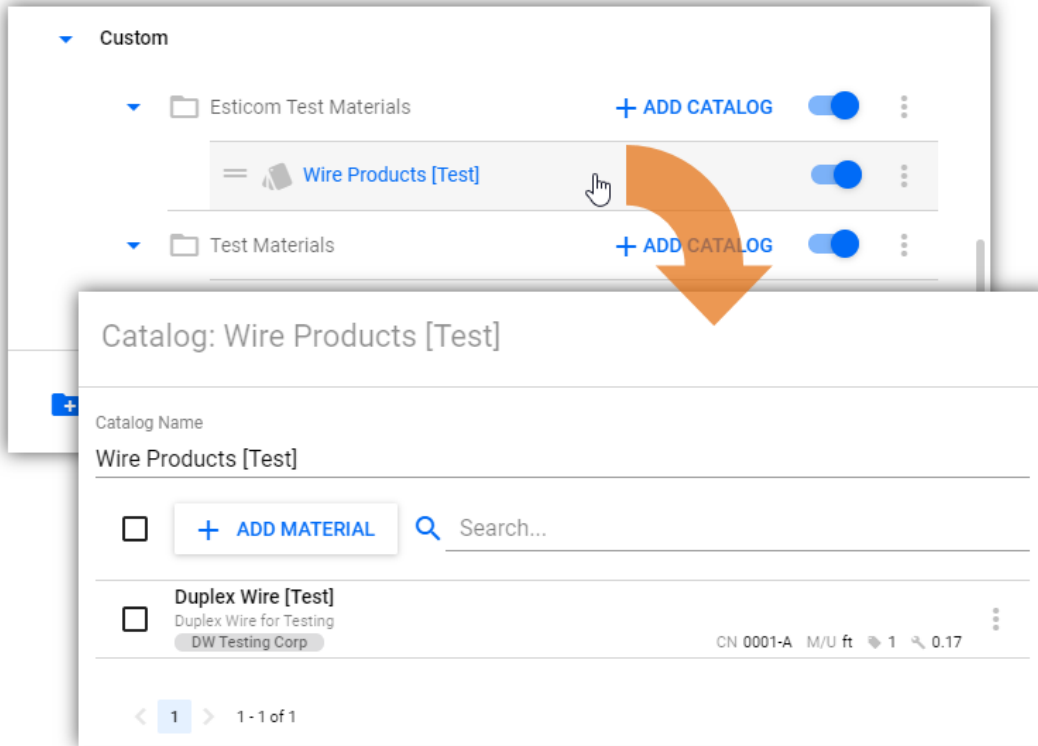 Custom
Esticom Test Materials + ADD CATALOG
Wire Products [Test]
Test Materials + ADD CATALOG
Catalog: Wire Products [Test]
Catalog Name
Wire Products [Test]
+ ADD MATERIAL Search...
Duplex Wire [Test]
Duplex Wire for Testing
DW Testing Corp CN 0001-A M/U ft 1 0.17
< 1 > 1 - 1 of 1